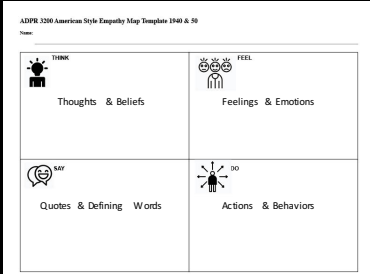 ADPR 3200 American Style Empathy Map Template 1940 & 50
Name:
THINK
Thoughts & Beliefs
FEEL
Feelings & Emotions
SAY
Quotes & Defining Words
DO
Actions & Behaviors